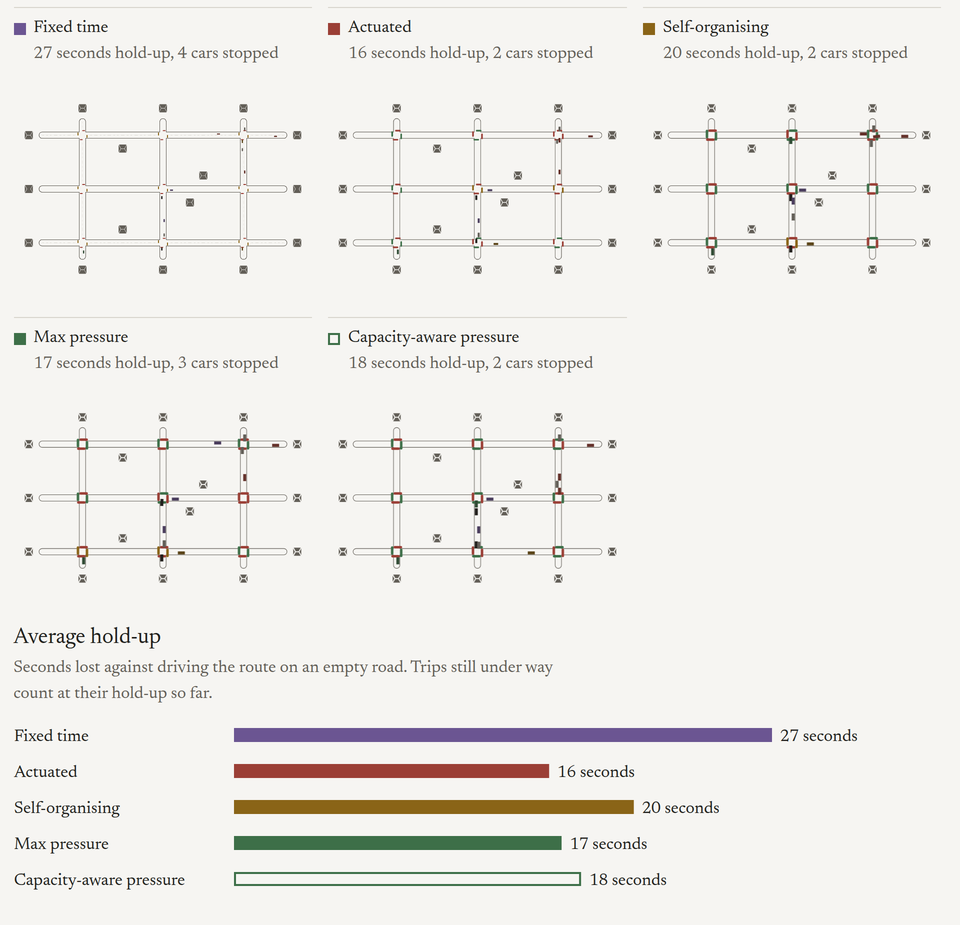 Fixed time
27 seconds hold-up, 4 cars stopped
Actuated
16 seconds hold-up, 2 cars stopped
Self-organising
20 seconds hold-up, 2 cars stopped
Max pressure
17 seconds hold-up, 3 cars stopped
Capacity-aware pressure
18 seconds hold-up, 2 cars stopped
Average hold-up
Seconds lost against driving the route on an empty road. Trips still under way
count at their hold-up so far.
Fixed time 27 seconds
Actuated 16 seconds
Self-organising 20 seconds
Max pressure 17 seconds
Capacity-aware pressure 18 seconds